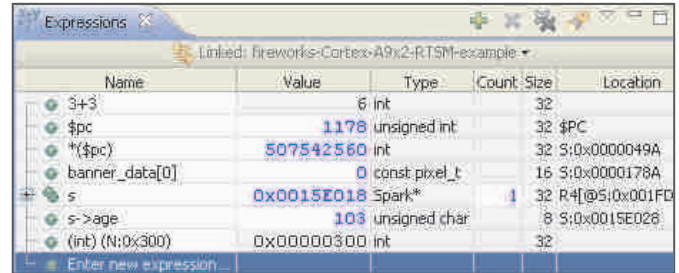 Expressions
Linked: fireworks-Cortex-A9x2-RTSM-example
Name Value Type Count Size Location
3+3 6 int 32
$pc 1178 unsigned int 32 $PC
*($pc) 507542560 int 32 S:0x0000049A
banner_data[0] 0 const pixel_t 16 S:0x0000178A
s 0x0015E018 Spark* 1 32 R4[@S:0x001FD
s->age 103 unsigned char 8 S:0x0015E028
(int) (N:0x300) 0x00000300 int 32
Enter new expression...